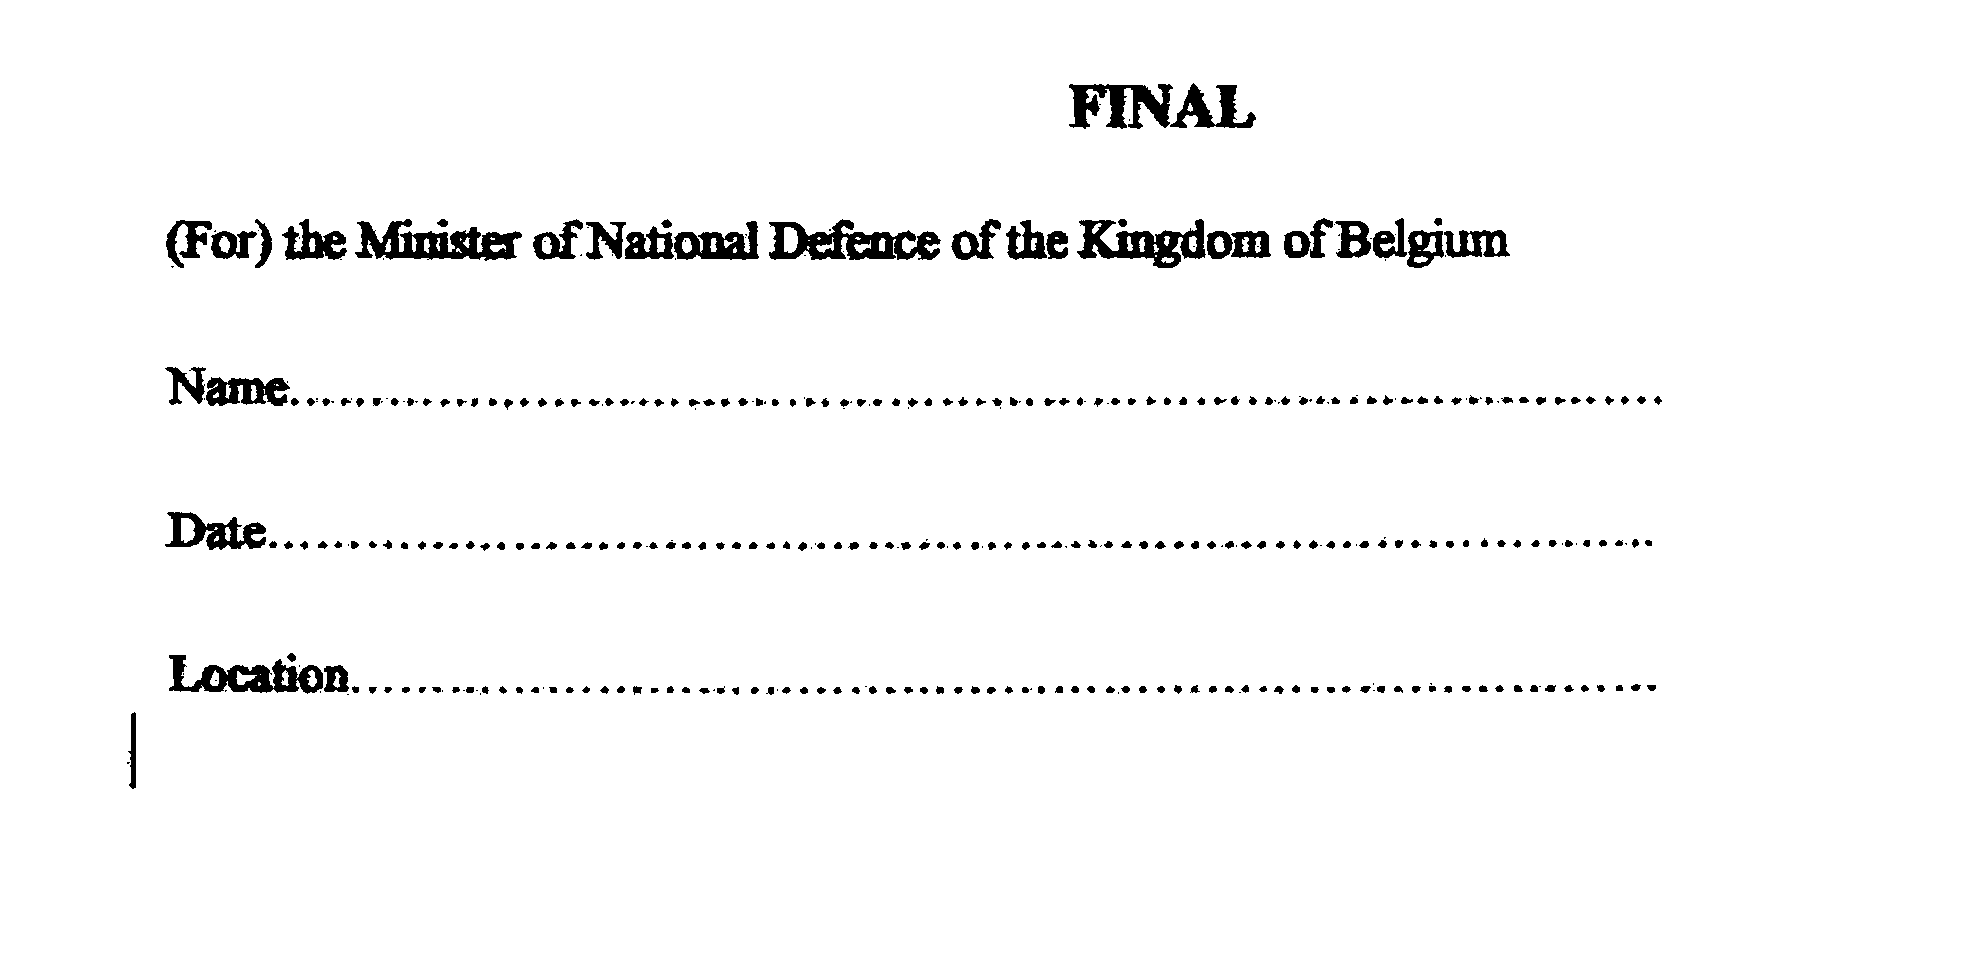 FINAL
(For) the Minister of National Defence of the Kingdom of Belgium
Name................................................................................
Date................................................................................
Location............................................................................